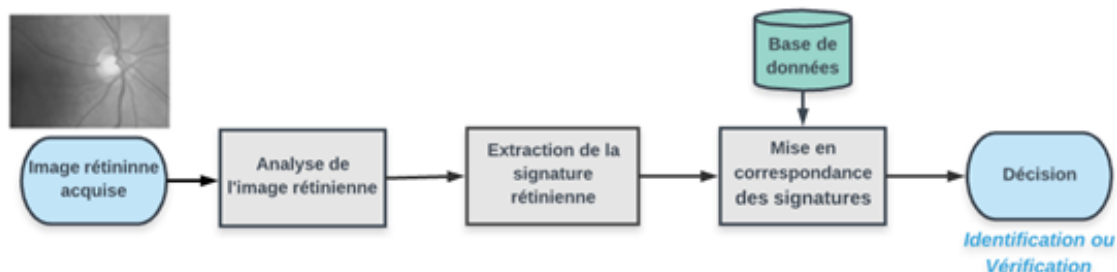 Base de
données
Image rétininne
acquise
Analyse de
l'image rétinienne
Extraction de la
signature
rétinienne
Mise en
correspondance
des signatures
Décision
Identification ou
Vérification